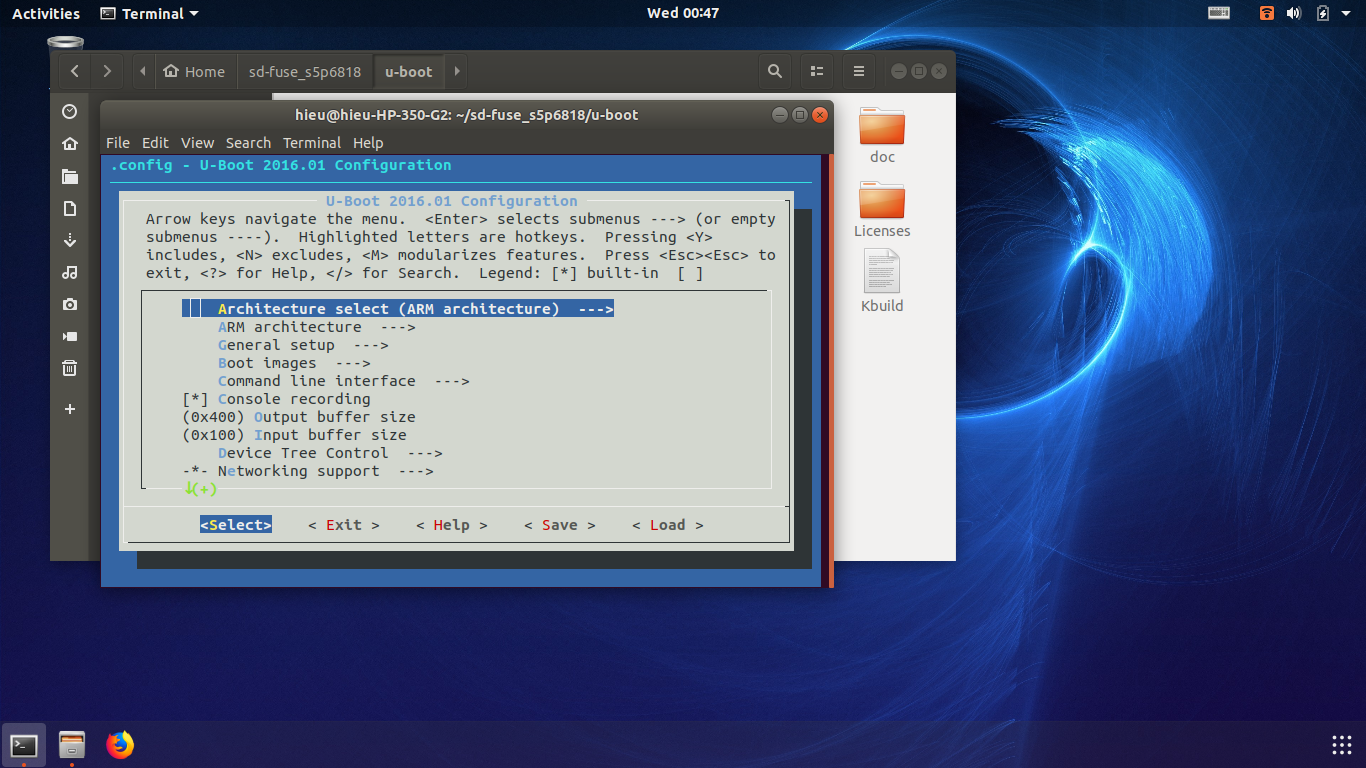 Activities
Terminal
Wed 00:47
Home
sd-fuse_s5p6818
u-boot
hieu@hieu-HP-350-G2: ~/sd-fuse_s5p6818/u-boot
File Edit View Search Terminal Help
.config - U-Boot 2016.01 Configuration
U-Boot 2016.01 Configuration
Arrow keys navigate the menu.  <Enter> selects submenus ---> (or empty
submenus ----).  Highlighted letters are hotkeys.  Pressing <Y>
includes, <N> excludes, <M> modularizes features.  Press <Esc><Esc> to
exit, <?> for Help, </> for Search.  Legend: [*] built-in  [ ]
Architecture select (ARM architecture)  --->
ARM architecture  --->
General setup  --->
Boot images  --->
Command line interface  --->
[*] Console recording
(0x400) Output buffer size
(0x100) Input buffer size
Device Tree Control  --->
-*- Networking support  --->
↓(+)
<Select>    < Exit >    < Help >    < Save >    < Load >
doc
Licenses
Kbuild